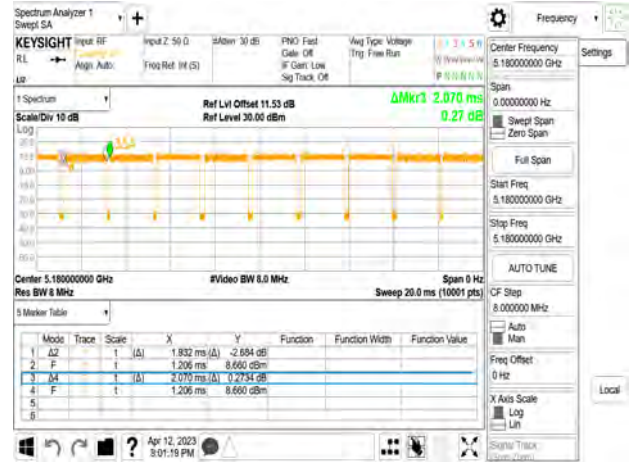 Spectrum Analyzer 1
Swept SA
+
Frequency
KEYSIGHT
Input: RF
Input Z: 50 Ω
#Atten: 30 dB
PNO: Fast
Avg Type: Voltage
RL
Align: Auto
Freq Ref: Int (S)
Gate: Off
Trig: Free Run
IF Gain: Low
Sig Track: Off
Center Frequency
5.180000000 GHz
Settings
1 Spectrum
Ref Lvl Offset 11.53 dB
ΔMkr3 2.070 ms
Scale/Div 10 dB
Ref Level 30.00 dBm
0.27 dB
Log
Span
0.00000000 Hz
Swept Span
Zero Span
Full Span
Start Freq
5.180000000 GHz
Stop Freq
5.180000000 GHz
AUTO TUNE
Center 5.180000000 GHz
#Video BW 8.0 MHz
Span 0 Hz
Res BW 8 MHz
Sweep 20.0 ms (10001 pts)
CF Step
8.000000 MHz
Auto
Man
5 Marker Table
Mode Trace Scale X Y Function Function Width Function Value
1 Δ2 t (Δ) 1.932 ms (Δ) -2.684 dB
2 F t 1.206 ms 8.660 dBm
3 Δ4 t (Δ) 2.070 ms (Δ) 0.2734 dB
4 F t 1.206 ms 8.660 dBm
5
6
Freq Offset
0 Hz
X Axis Scale
Log
Lin
Local
Signal Track
(Span Zoom)
?
Apr 12, 2023
3:01:19 PM